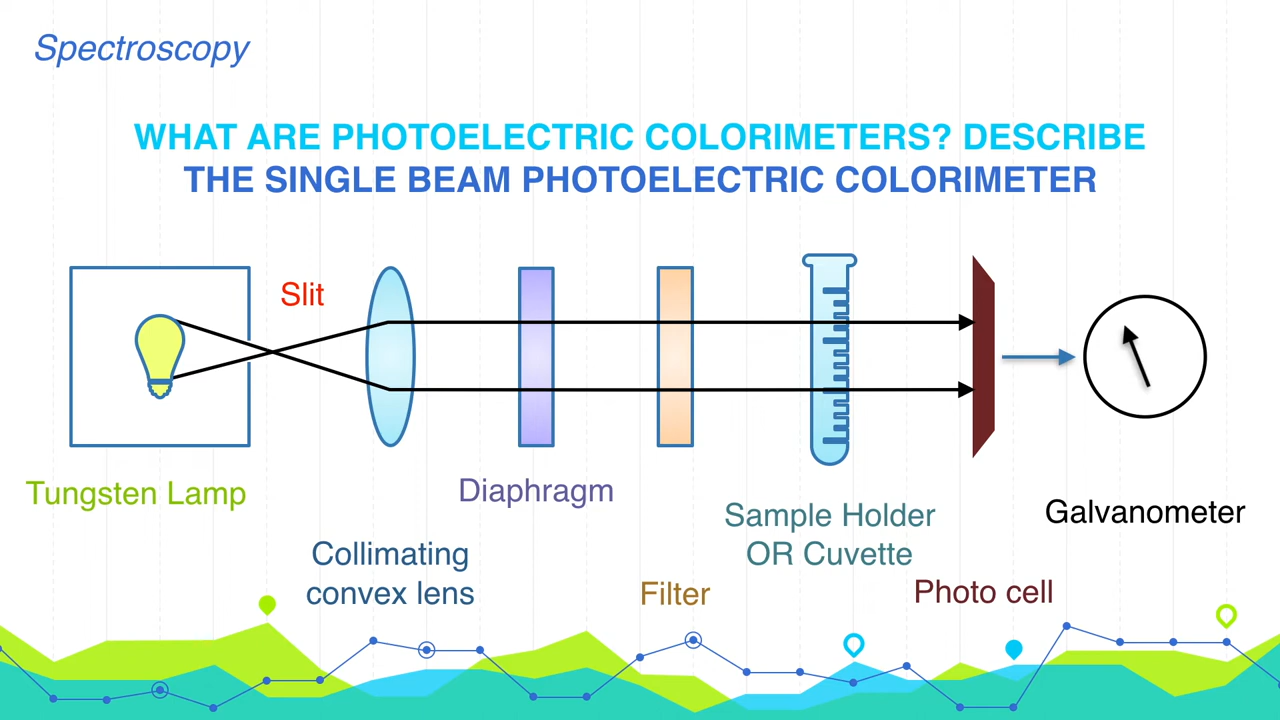 Spectroscopy
WHAT ARE PHOTOELECTRIC COLORIMETERS? DESCRIBE
THE SINGLE BEAM PHOTOELECTRIC COLORIMETER
Slit
Tungsten Lamp
Collimating
convex lens
Diaphragm
Filter
Sample Holder
OR Cuvette
Photo cell
Galvanometer